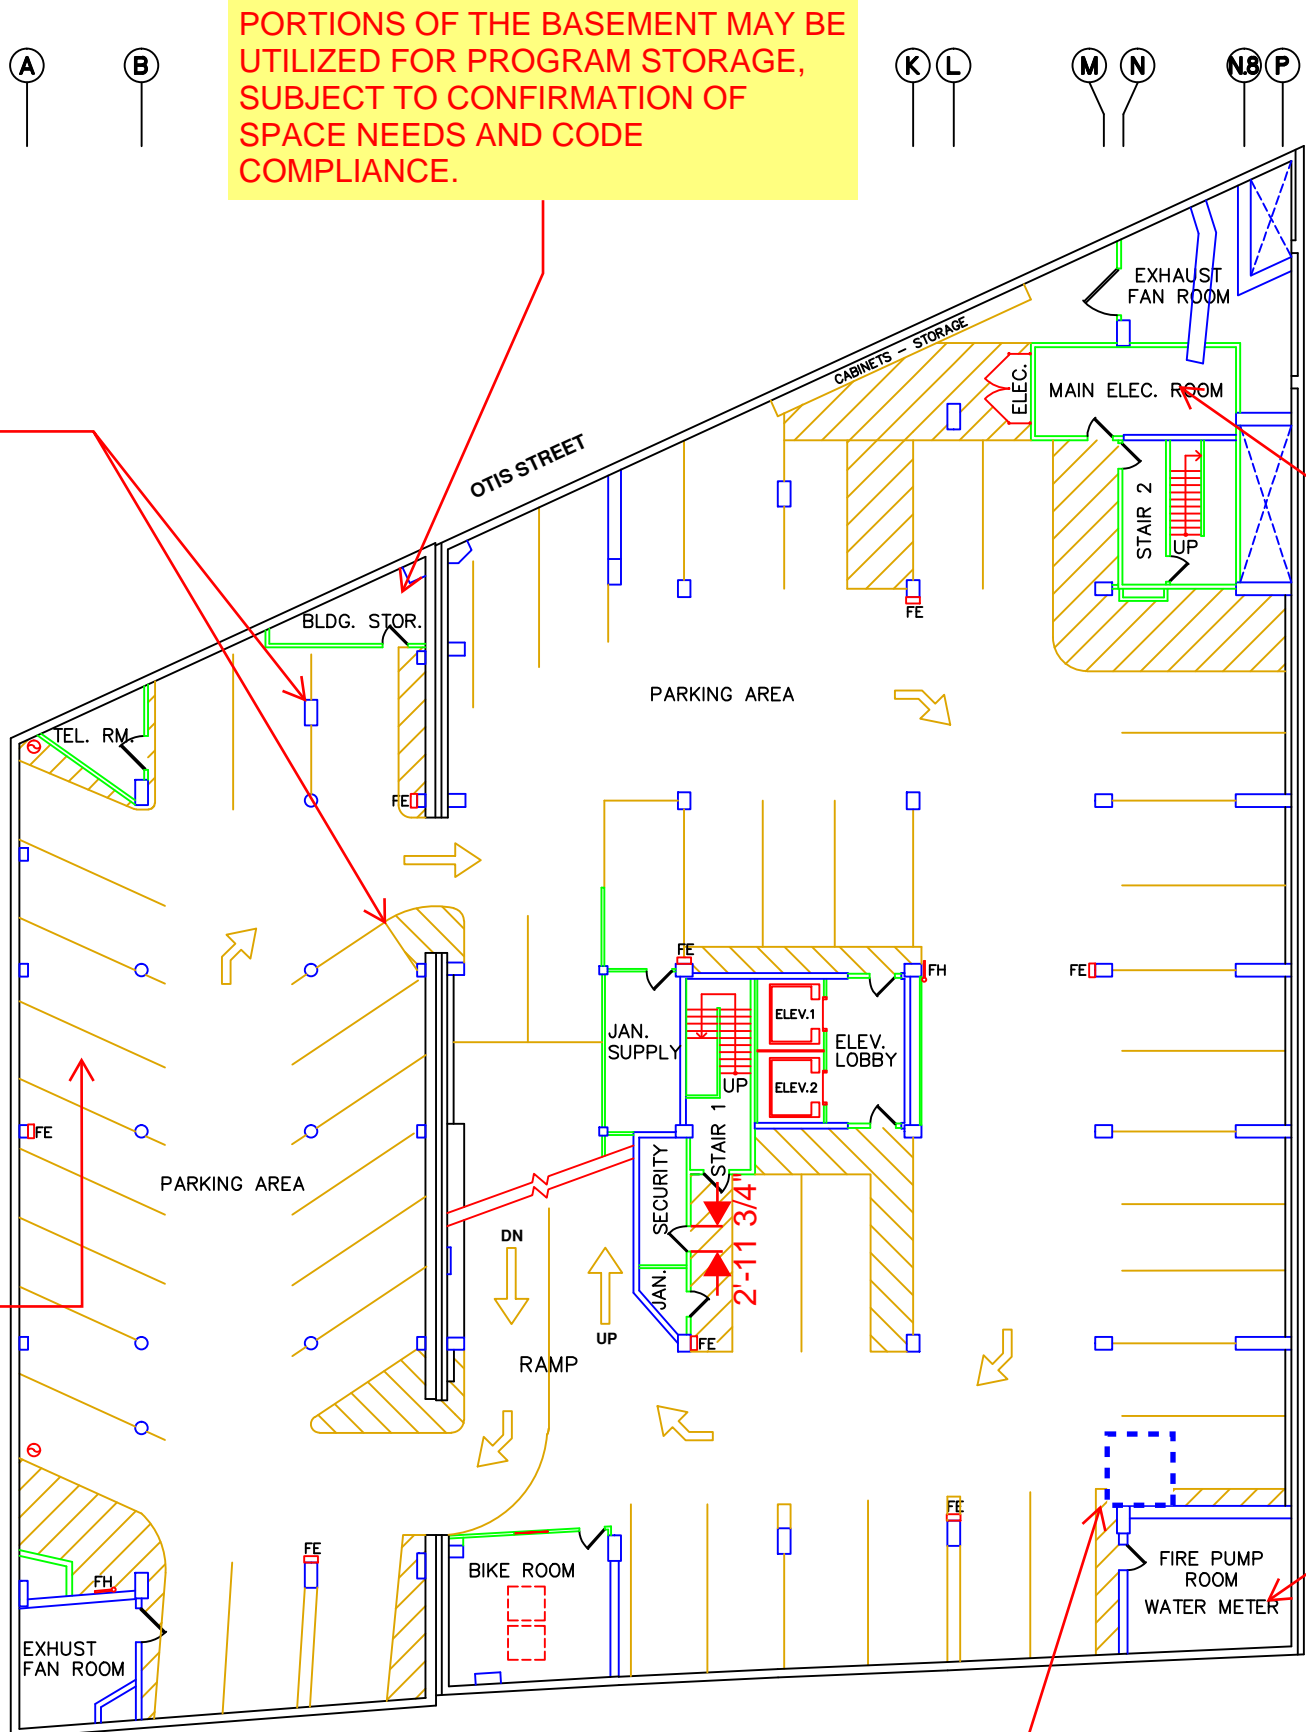 PORTIONS OF THE BASEMENT MAY BE
UTILIZED FOR PROGRAM STORAGE,
SUBJECT TO CONFIRMATION OF
SPACE NEEDS AND CODE
COMPLIANCE.
A
B
K
L
M
N
N.8
P
EXHAUST
FAN ROOM
CABINETS - STORAGE
ELEC.
MAIN ELEC. ROOM
OTIS STREET
STAIR 2
UP
BLDG. STOR.
FE
PARKING AREA
TEL. RM.
FE
FE
FH
FE
JAN.
SUPPLY
ELEV.1
ELEV.
LOBBY
ELEV.2
UP
FE
STAIR 1
SECURITY
PARKING AREA
2'-11 3/4"
DN
JAN.
UP
FE
RAMP
FE
FE
BIKE ROOM
FIRE PUMP
ROOM
WATER METER
FH
EXHUST
FAN ROOM